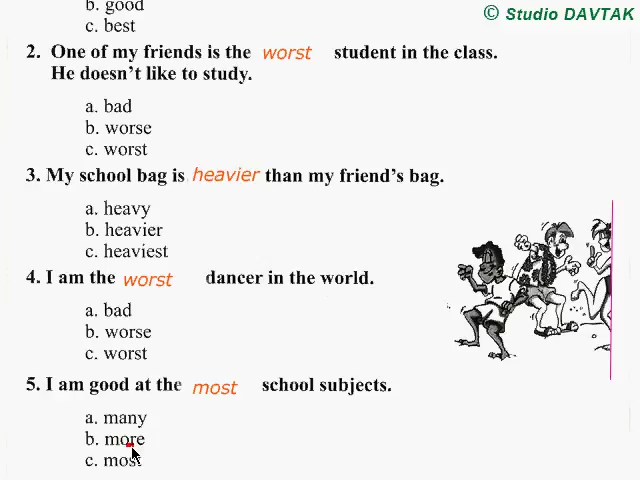 b. good
© Studio DAVTAK
c. best
2. One of my friends is the worst student in the class.
He doesn't like to study.
a. bad
b. worse
c. worst
3. My school bag is heavier than my friend's bag.
a. heavy
b. heavier
c. heaviest
4. I am the worst dancer in the world.
a. bad
b. worse
c. worst
5. I am good at the most school subjects.
a. many
b. more
c. most